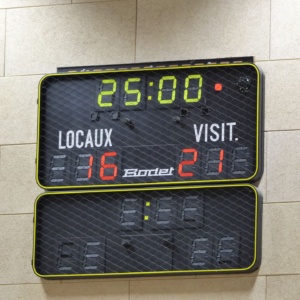 25:00
LOCAUX VISIT.
16 Bodet 21